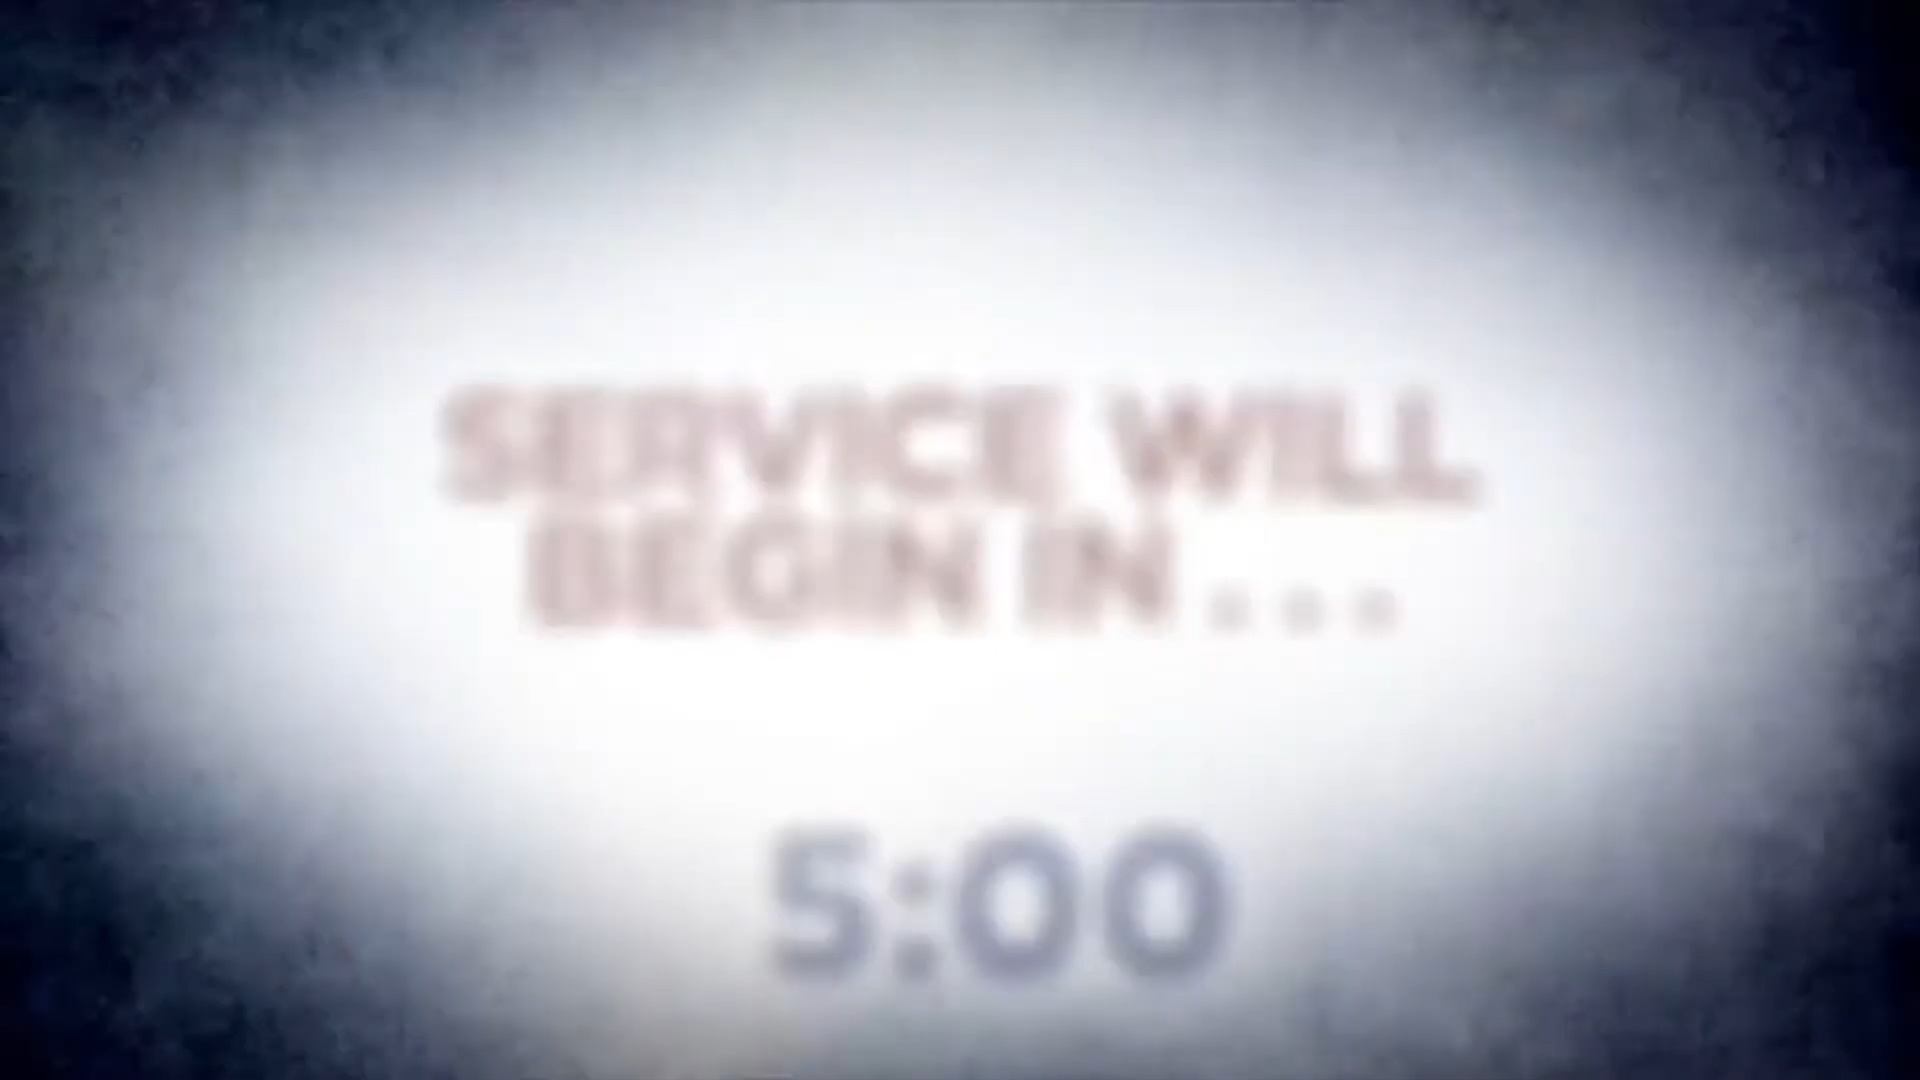 SERVICE WILL
BEGIN IN . . .
5:00